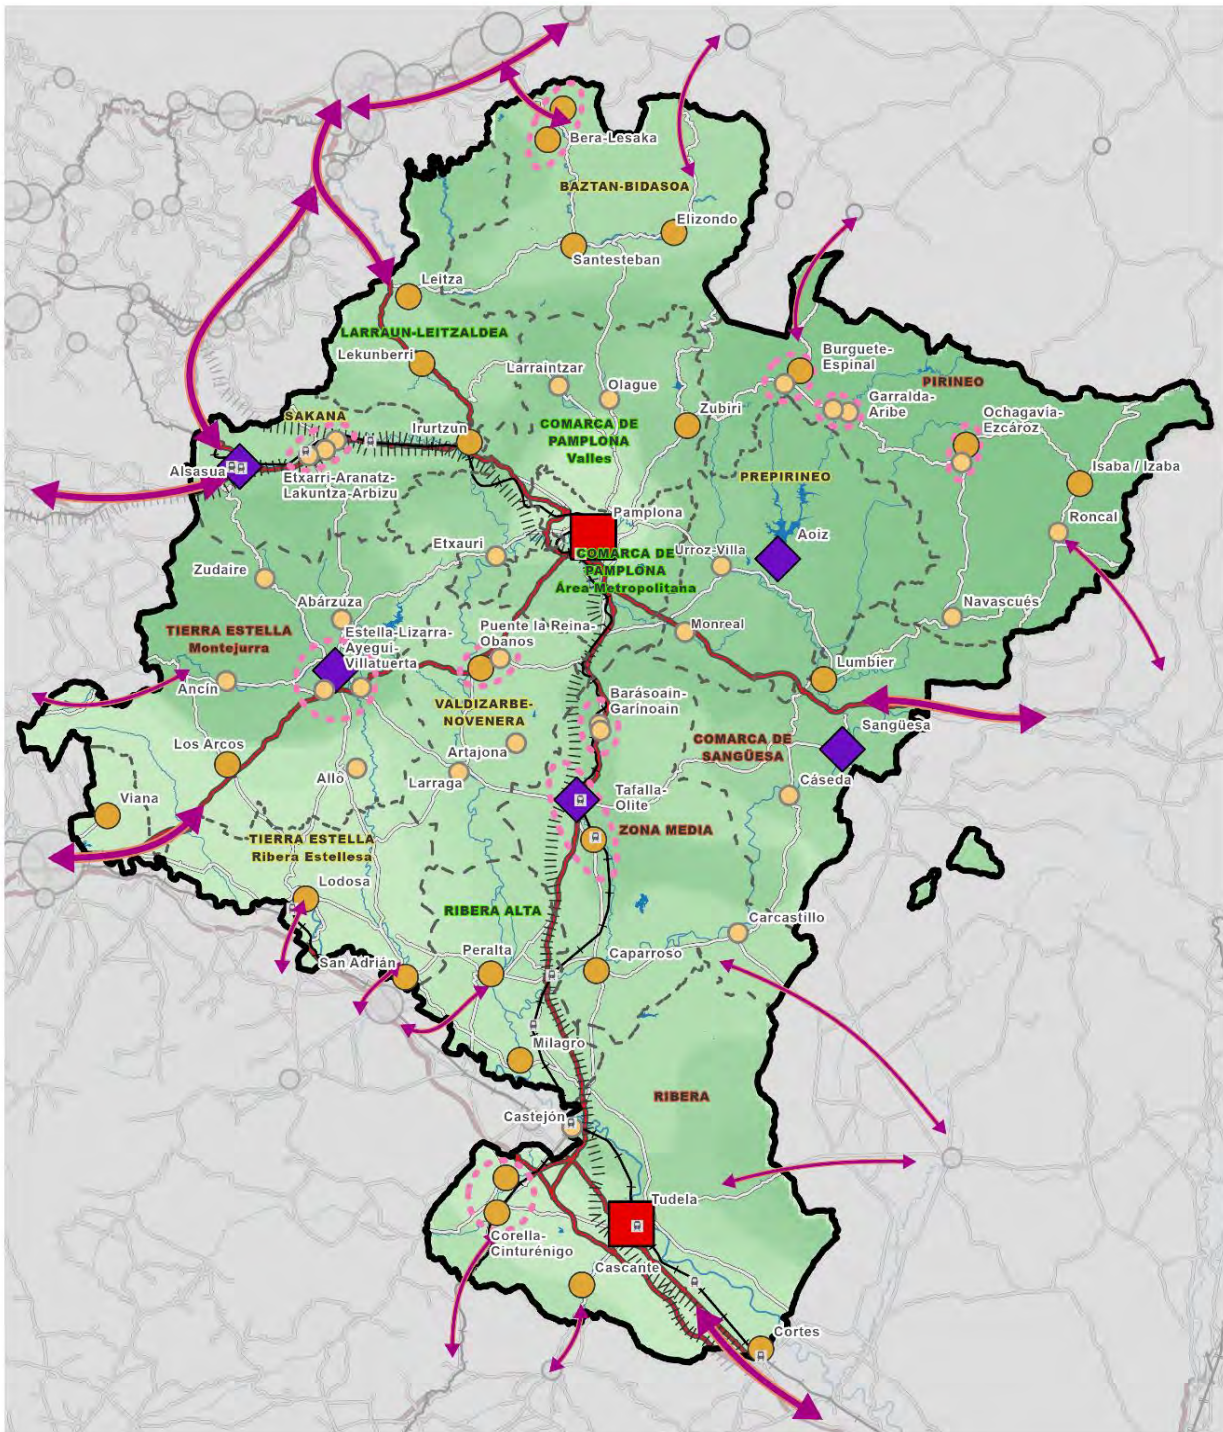 Bera-Lesaka
BAZTAN-BIDASOA
Elizondo
Santesteban
Leitza
LARRAUN-LEITZALDEA
Lekunberri
Larraintzar
Olague
Zubiri
Burguete-
Espinal
PIRINEO
Garralda-
Aribe
Ochagavía-
Ezcároz
SAKANA
Irurtzun
COMARCA DE
PAMPLONA
Valles
Alsasua
Etxarri-Aranatz-
Lakuntza-Arbizu
PREPIRINEO
Isaba / Izaba
Pamplona
Roncal
Aoiz
Etxauri
COMARCA DE
PAMPLONA
Área Metropolitana
Urroz-Villa
Zudaire
Abárzuza
Navascués
TIERRA ESTELLA
Montejurra
Estella-Lizarra-
Ayegui-
Villatuerta
Puente la Reina-
Obanos
Monreal
Lumbier
Ancín
VALDIZARBE-
NOVENERA
Barásoain-
Garínoain
Sangüesa
COMARCA DE
SANGÜESA
Los Arcos
Artajona
Allo
Larraga
Cáseda
Tafalla-
Olite
Viana
TIERRA ESTELLA
Ribera Estellesa
ZONA MEDIA
Lodosa
RIBERA ALTA
Carcastillo
San Adrián
Peralta
Caparroso
Milagro
RIBERA
Castejón
Tudela
Corella-
Cinturénigo
Cascante
Cortes